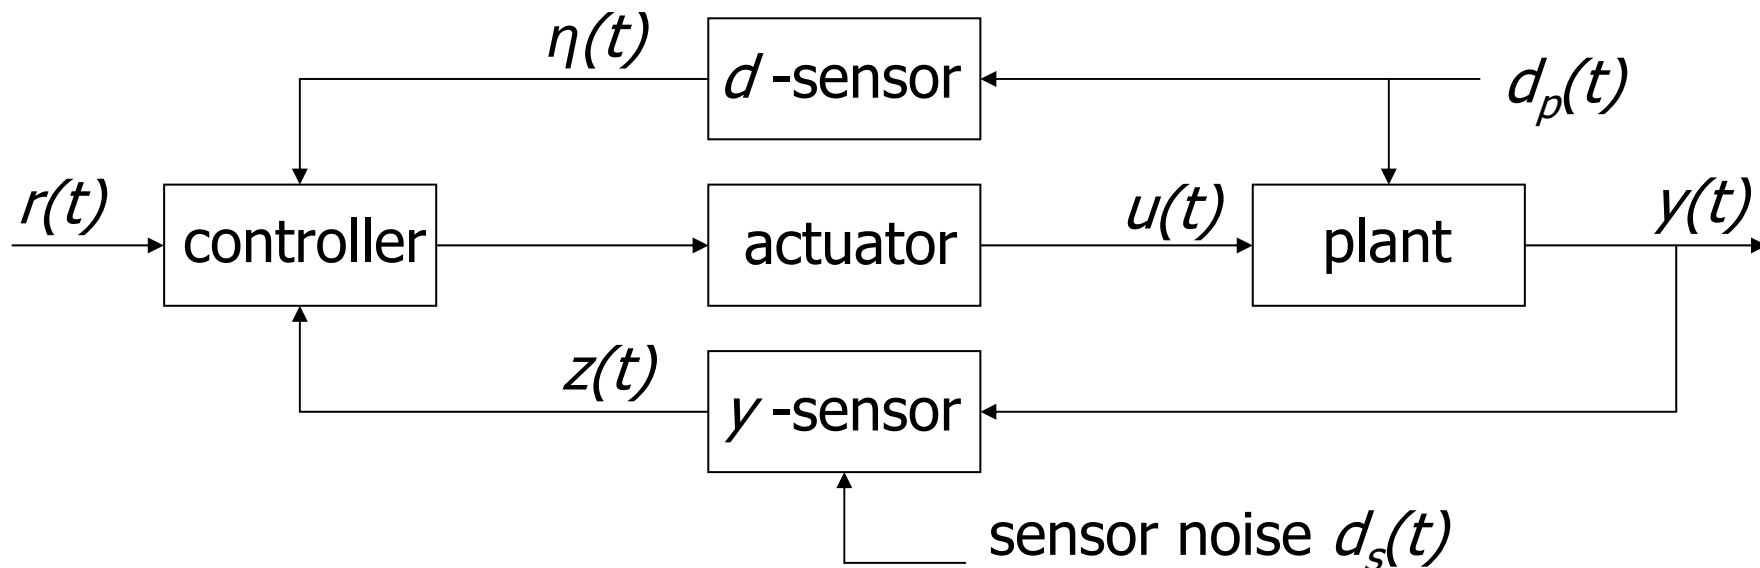 η(t)
d -sensor
d_p(t)
r(t)
controller
actuator
u(t)
plant
y(t)
z(t)
y -sensor
sensor noise d_s(t)